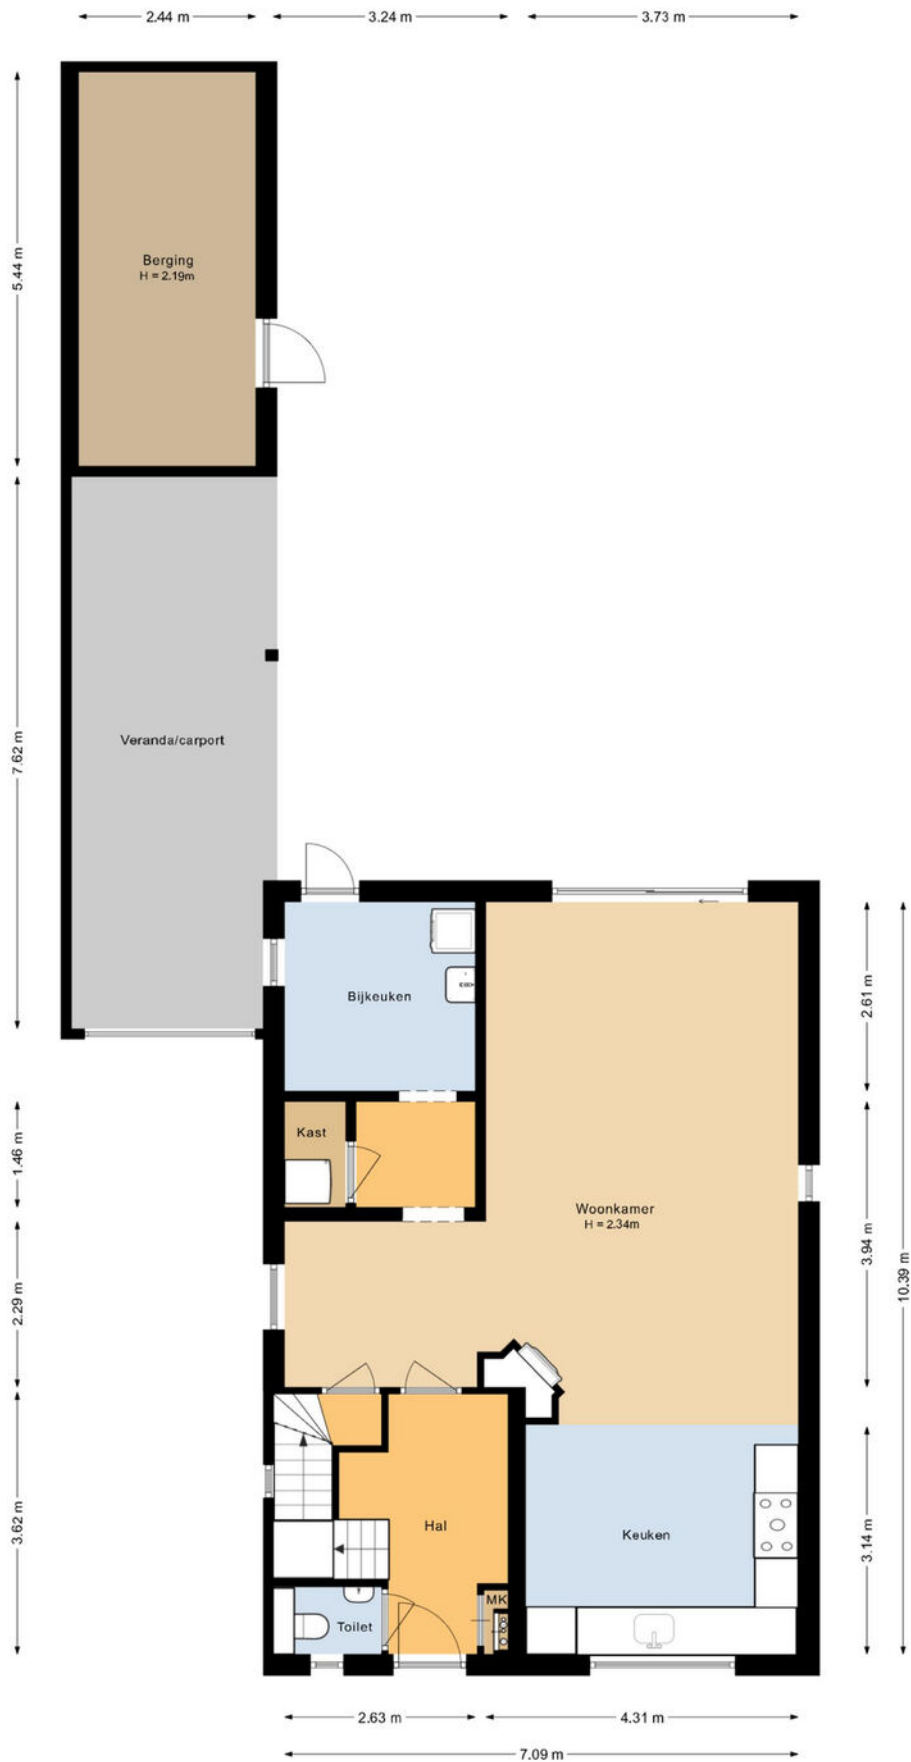 2.44 m
3.24 m
3.73 m
5.44 m
Berging
H = 2.19m
7.62 m
Veranda/carport
Bijkeuken
2.61 m
Kast
1.46 m
Woonkamer
H = 2.34m
3.94 m
10.39 m
2.29 m
Hal
Keuken
3.62 m
3.14 m
MK
Toilet
2.63 m
4.31 m
7.09 m